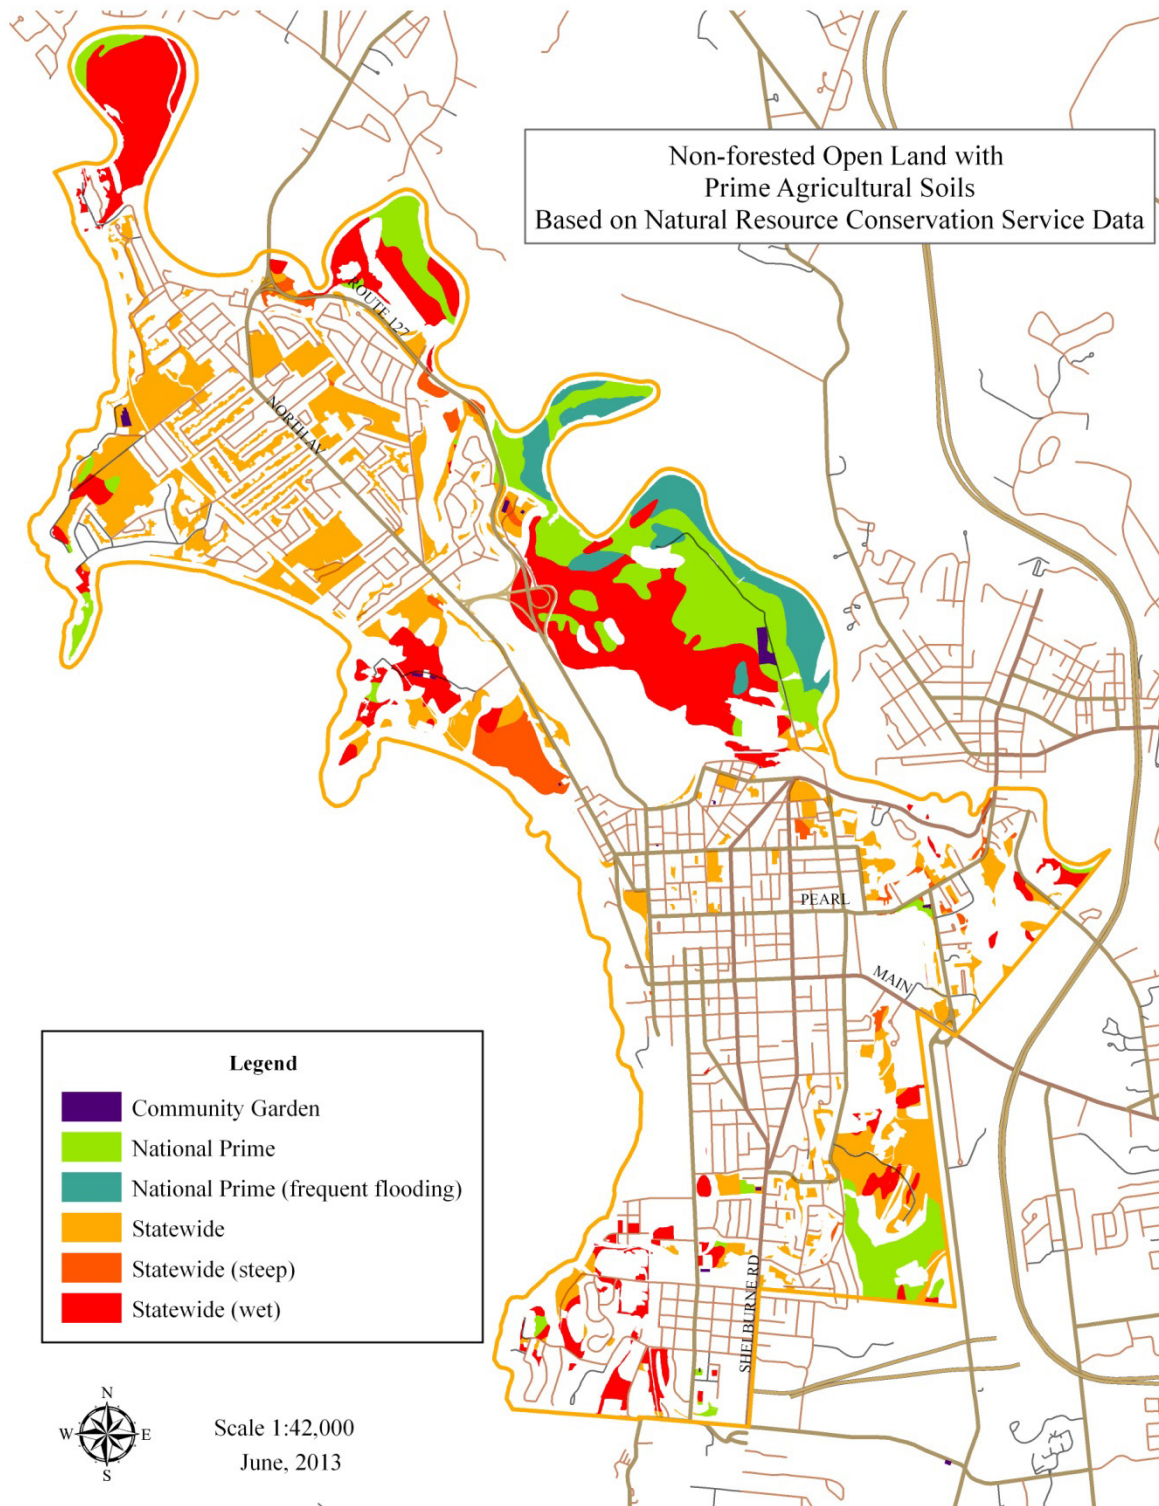 Non-forested Open Land with
Prime Agricultural Soils
Based on Natural Resource Conservation Service Data
ROUTE 127
NORTH AV
PEARL
MAIN
SHELBURNE RD
Legend
Community Garden
National Prime
National Prime (frequent flooding)
Statewide
Statewide (steep)
Statewide (wet)
N
W E
S
Scale 1:42,000
June, 2013